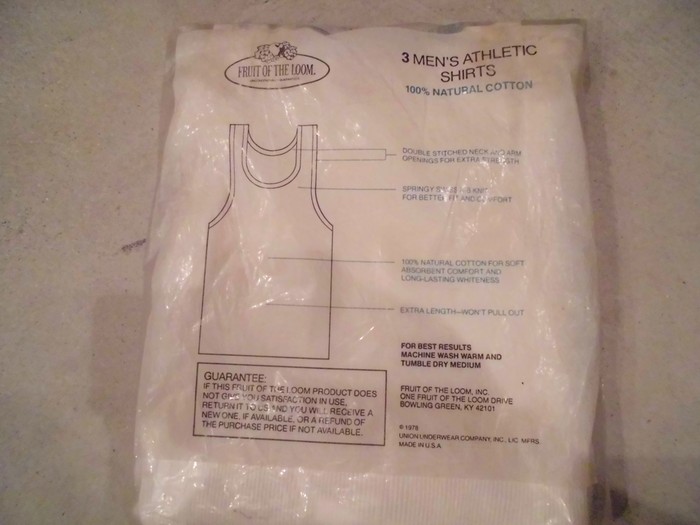 FRUIT OF THE LOOM.
3 MEN'S ATHLETIC
SHIRTS
100% NATURAL COTTON
DOUBLE STITCHED NECK AND ARM
OPENINGS FOR EXTRA STRENGTH
SPRINGY
FOR BETTER FIT AND COMFORT
100% NATURAL COTTON FOR SOFT
ABSORBENT COMFORT AND
LONG-LASTING WHITENESS
EXTRA LENGTH—WON'T PULL OUT
FOR BEST RESULTS
MACHINE WASH WARM AND
TUMBLE DRY MEDIUM
GUARANTEE:
IF THIS FRUIT OF THE LOOM PRODUCT DOES
NOT GIVE YOU SATISFACTION IN USE,
RETURN IT TO US AND YOU WILL RECEIVE A
NEW ONE, IF AVAILABLE, OR A REFUND OF
THE PURCHASE PRICE IF NOT AVAILABLE.
FRUIT OF THE LOOM, INC.
ONE FRUIT OF THE LOOM DRIVE
BOWLING GREEN, KY 42101
© 1978
UNION UNDERWEAR COMPANY, INC., LIC. MFRS.
MADE IN U.S.A.